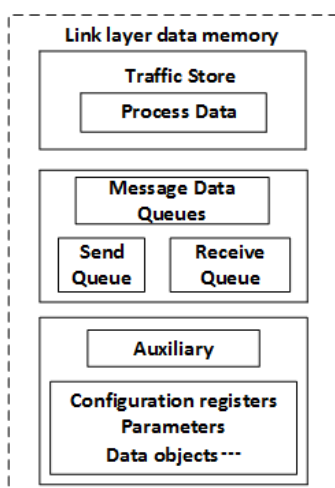 Link layer data memory
Traffic Store
Process Data
Message Data
Queues
Send
Queue
Receive
Queue
Auxiliary
Configuration registers
Parameters
Data objects---